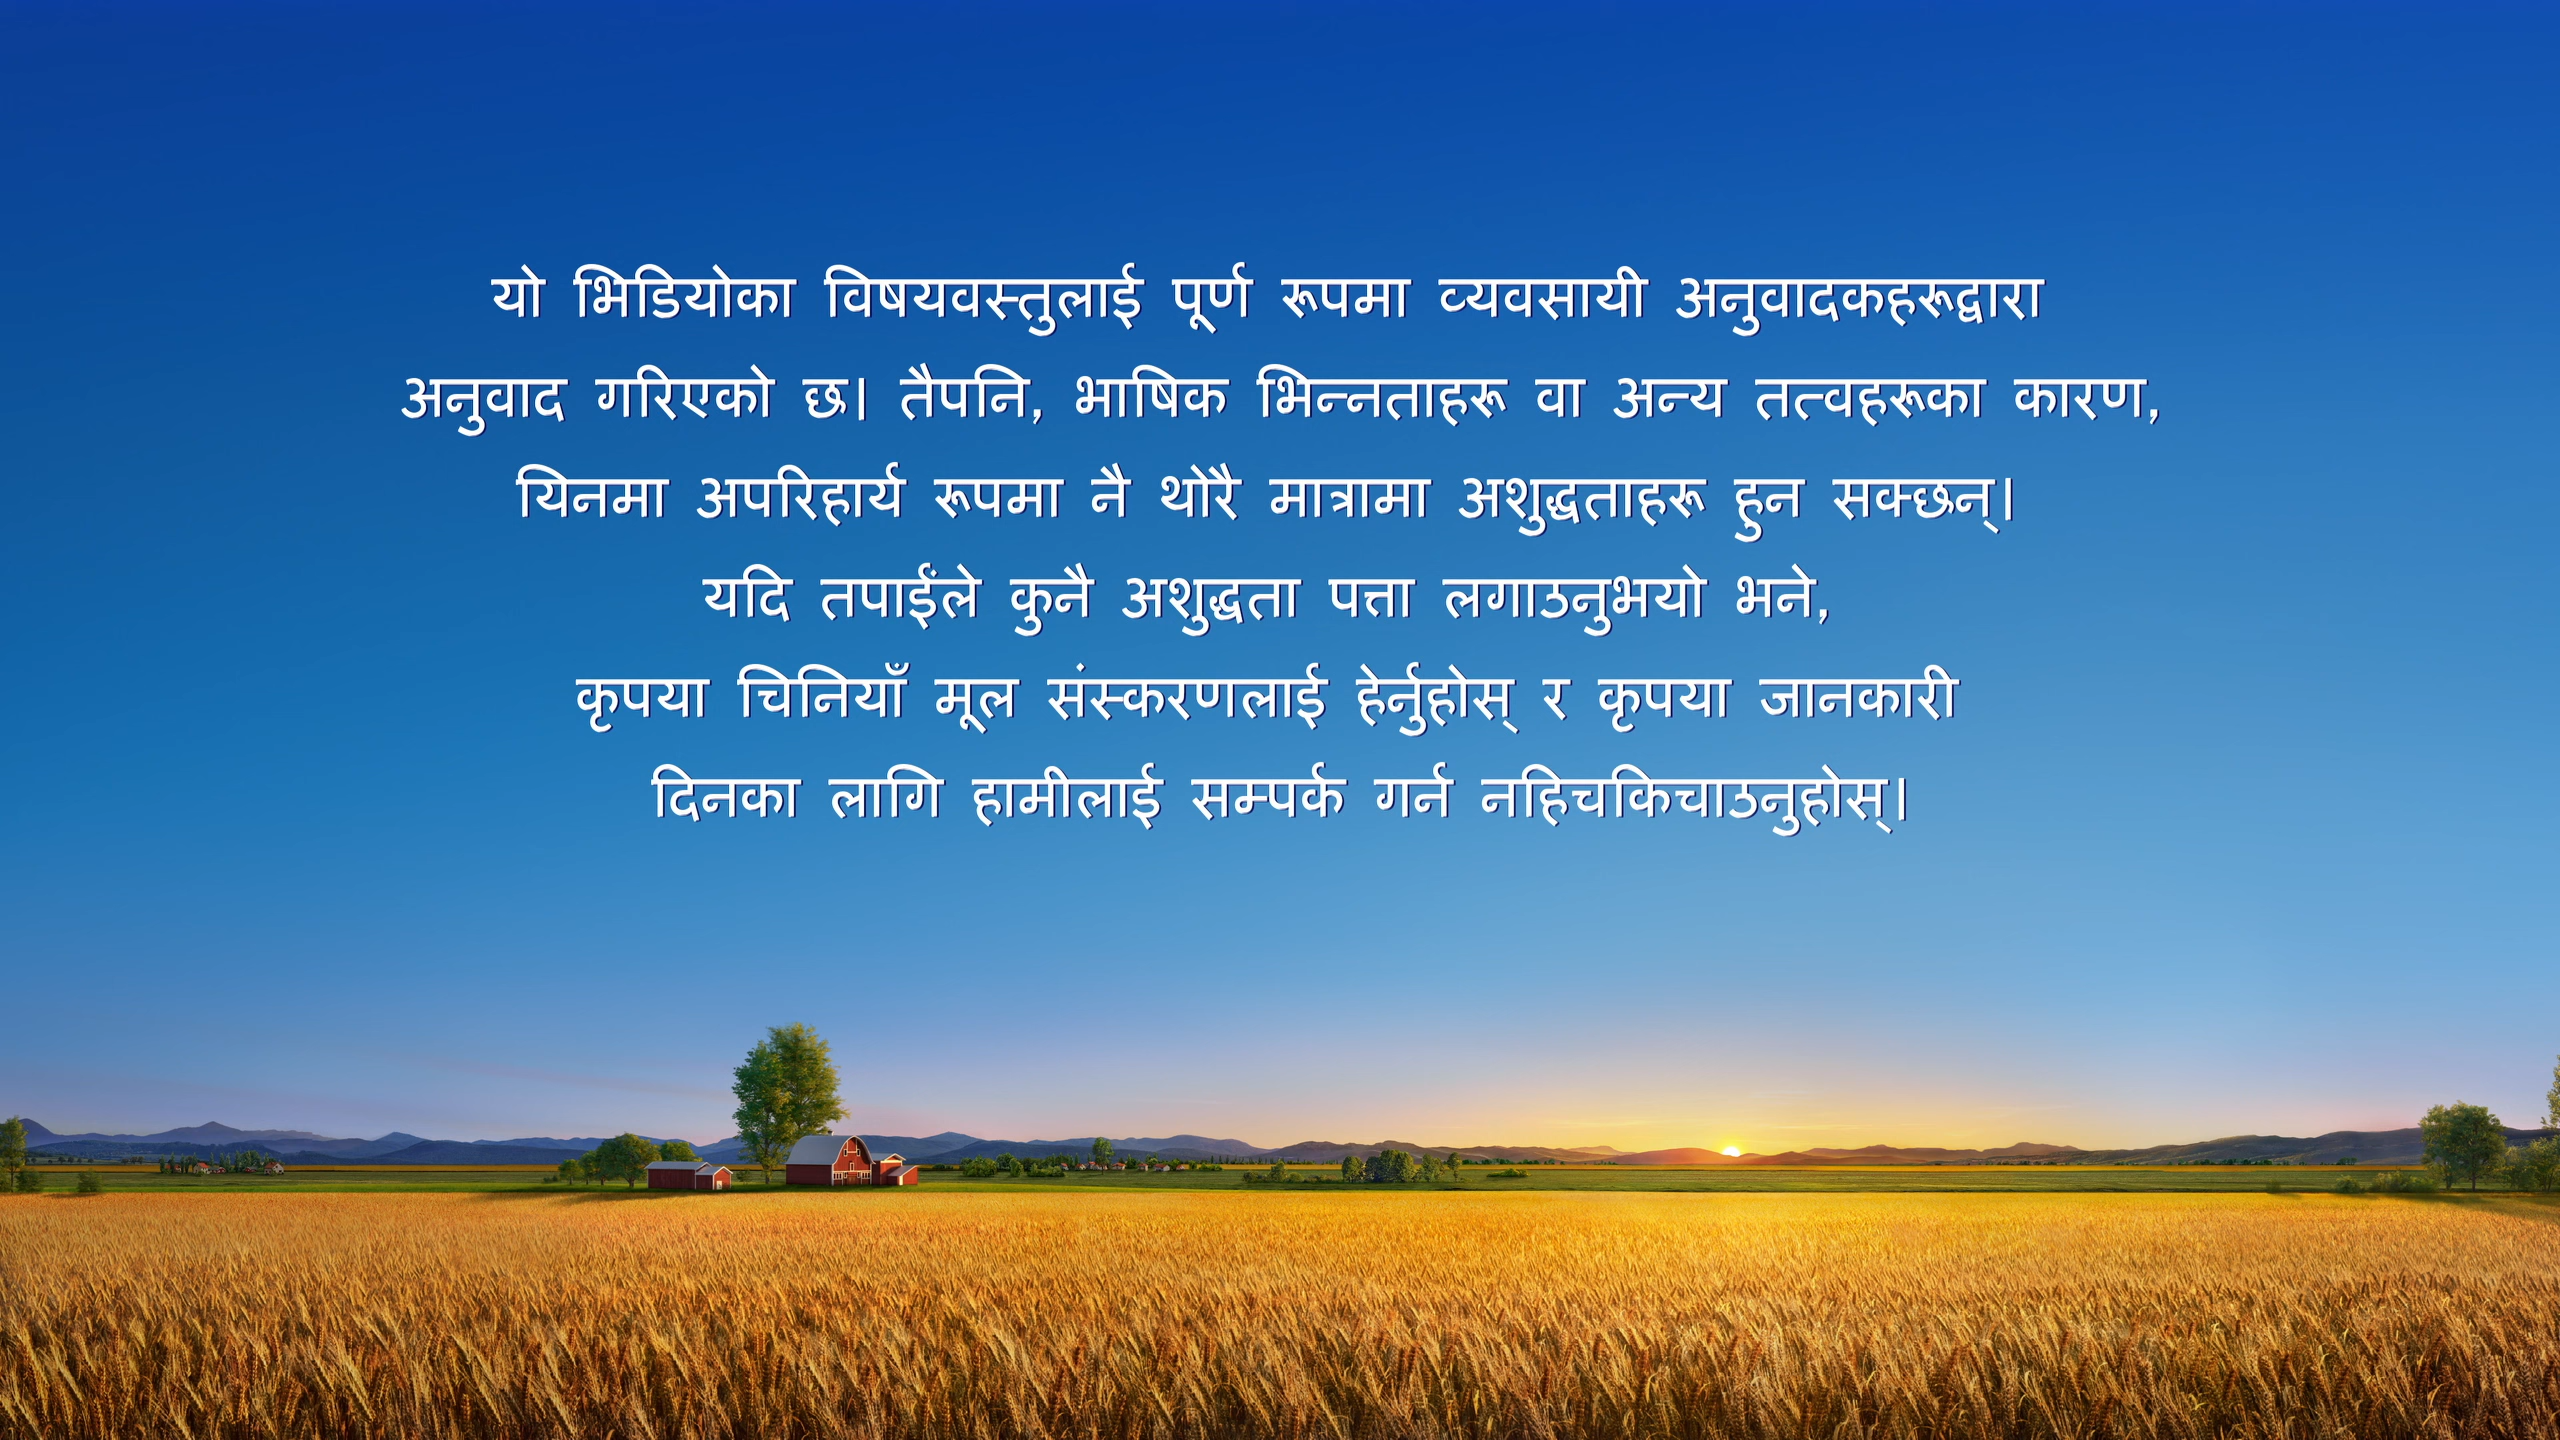 यो भिडियोका विषयवस्तुलाई पूर्ण रूपमा व्यवसायी अनुवादकहरूद्वारा
अनुवाद गरिएको छ। तैपनि, भाषिक भिन्नताहरू वा अन्य तत्वहरूका कारण,
यिनमा अपरिहार्य रूपमा नै थोरै मात्रामा अशुद्धताहरू हुन सक्छन्।
यदि तपाईंले कुनै अशुद्धता पत्ता लगाउनुभयो भने,
कृपया चिनियाँ मूल संस्करणलाई हेर्नुहोस् र कृपया जानकारी
दिनका लागि हामीलाई सम्पर्क गर्न नहिचकिचाउनुहोस्।